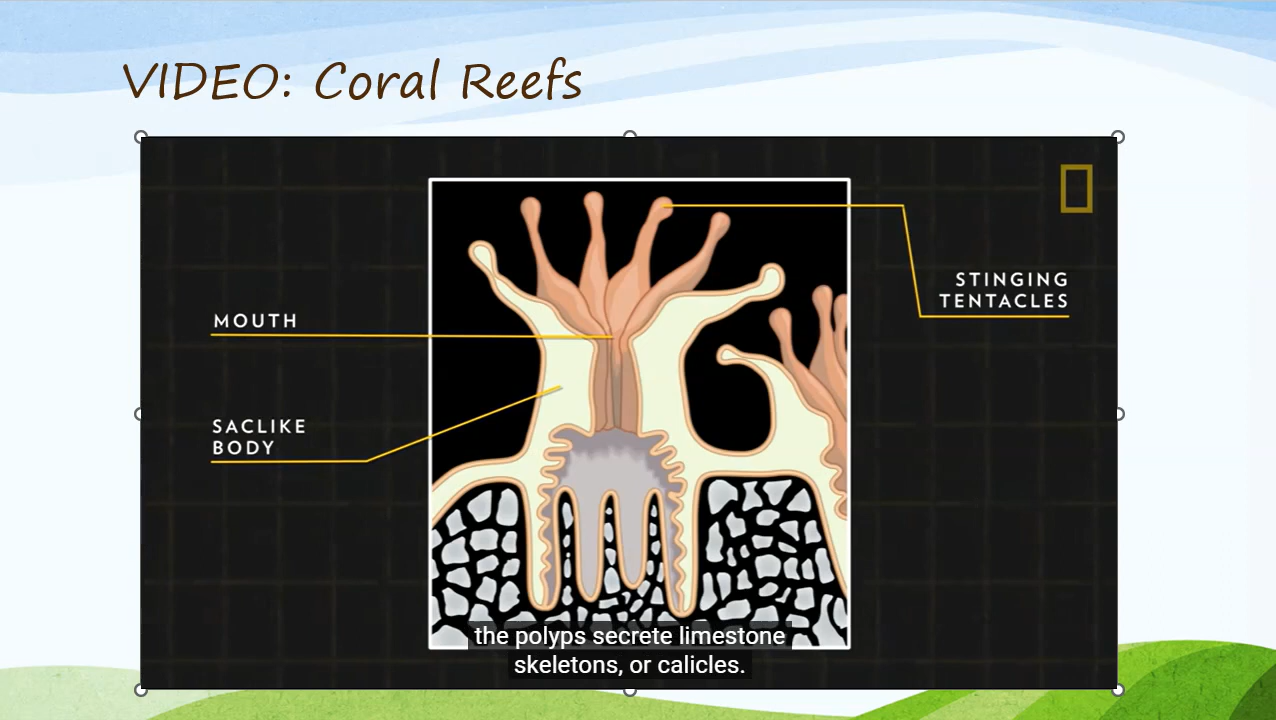 VIDEO: Coral Reefs
STINGING
TENTACLES
MOUTH
SACLIKE
BODY
the polyps secrete limestone
skeletons, or calicles.